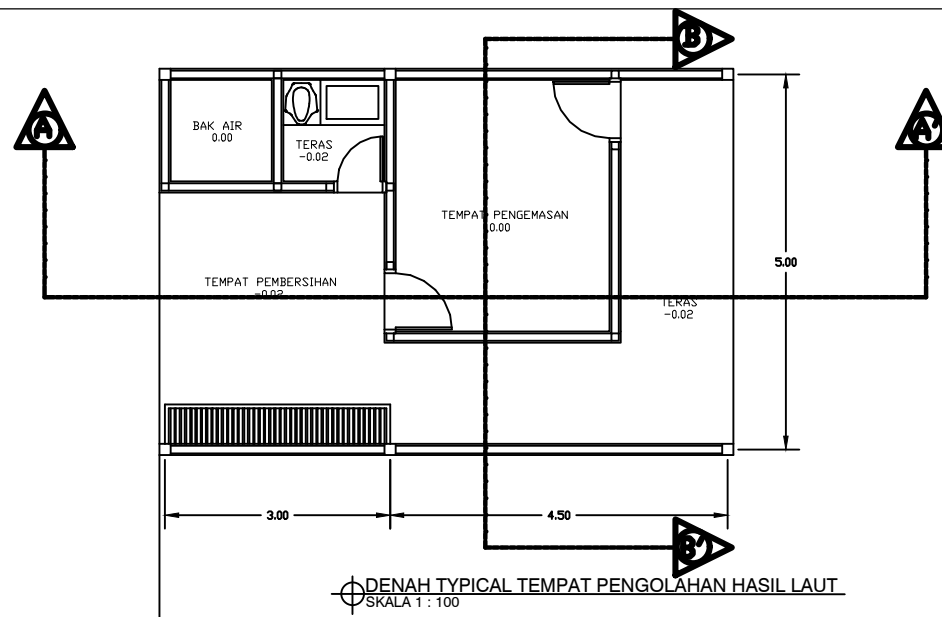 B
A
A'
BAK AIR
0.00
TERAS
-0.02
TEMPAT PENGEMASAN
0.00
5.00
TEMPAT PEMBERSIHAN
-0.02
TERAS
-0.02
3.00
4.50
B'
DENAH TYPICAL TEMPAT PENGOLAHAN HASIL LAUT
SKALA 1 : 100